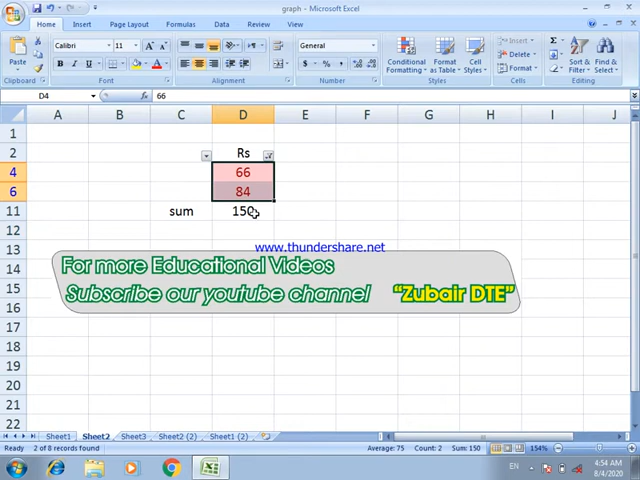 graph - Microsoft Excel
Home Insert Page Layout Formulas Data Review View
Calibri 11 General
Paste
Conditional Formatting as Table Cell Styles
Insert
Delete
Format
Sort & Filter Find & Select
Clipboard Font Alignment Number Styles Cells Editing
D4 66
A B C D E F G H I J
1
2 Rs
4 66
6 84
11 sum 150
12
www.thundershare.net
13
For more Educational Videos
14
Subscribe our youtube channel "Zubair DTE"
15
16
17
18
19
20
21
22
Sheet1 Sheet2 Sheet3 Sheet2 (2) Sheet1 (2)
Ready 2 of 8 records found Average: 75 Count: 2 Sum: 150 154%
EN 4:54 AM
8/4/2020